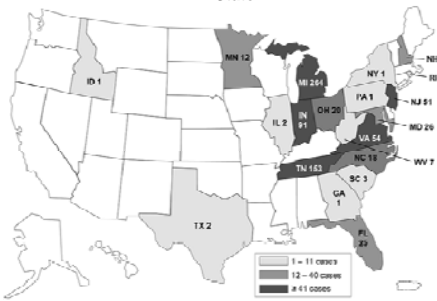 MN 12
NH
ID 1
NY 1
RI
MI 264
PA 1
NJ 51
OH 20
IL 2
IN
91
MD 26
VA 54
WV 7
NC 18
TN 153
SC 3
GA
1
TX 2
FL
25
1 – 11 cases
12 – 40 cases
≥ 41 cases